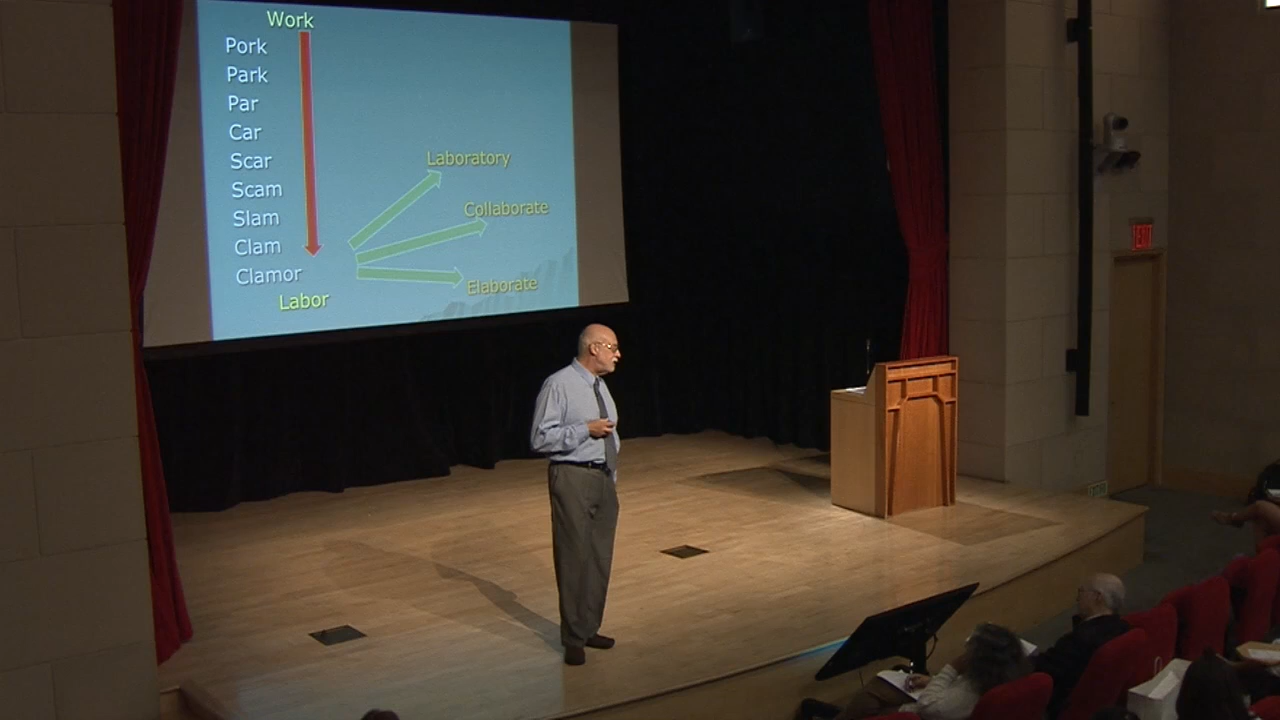 Work
Pork
Park
Par
Car
Scar
Scam
Slam
Clam
Clamor
Labor
Laboratory
Collaborate
Elaborate
EXIT